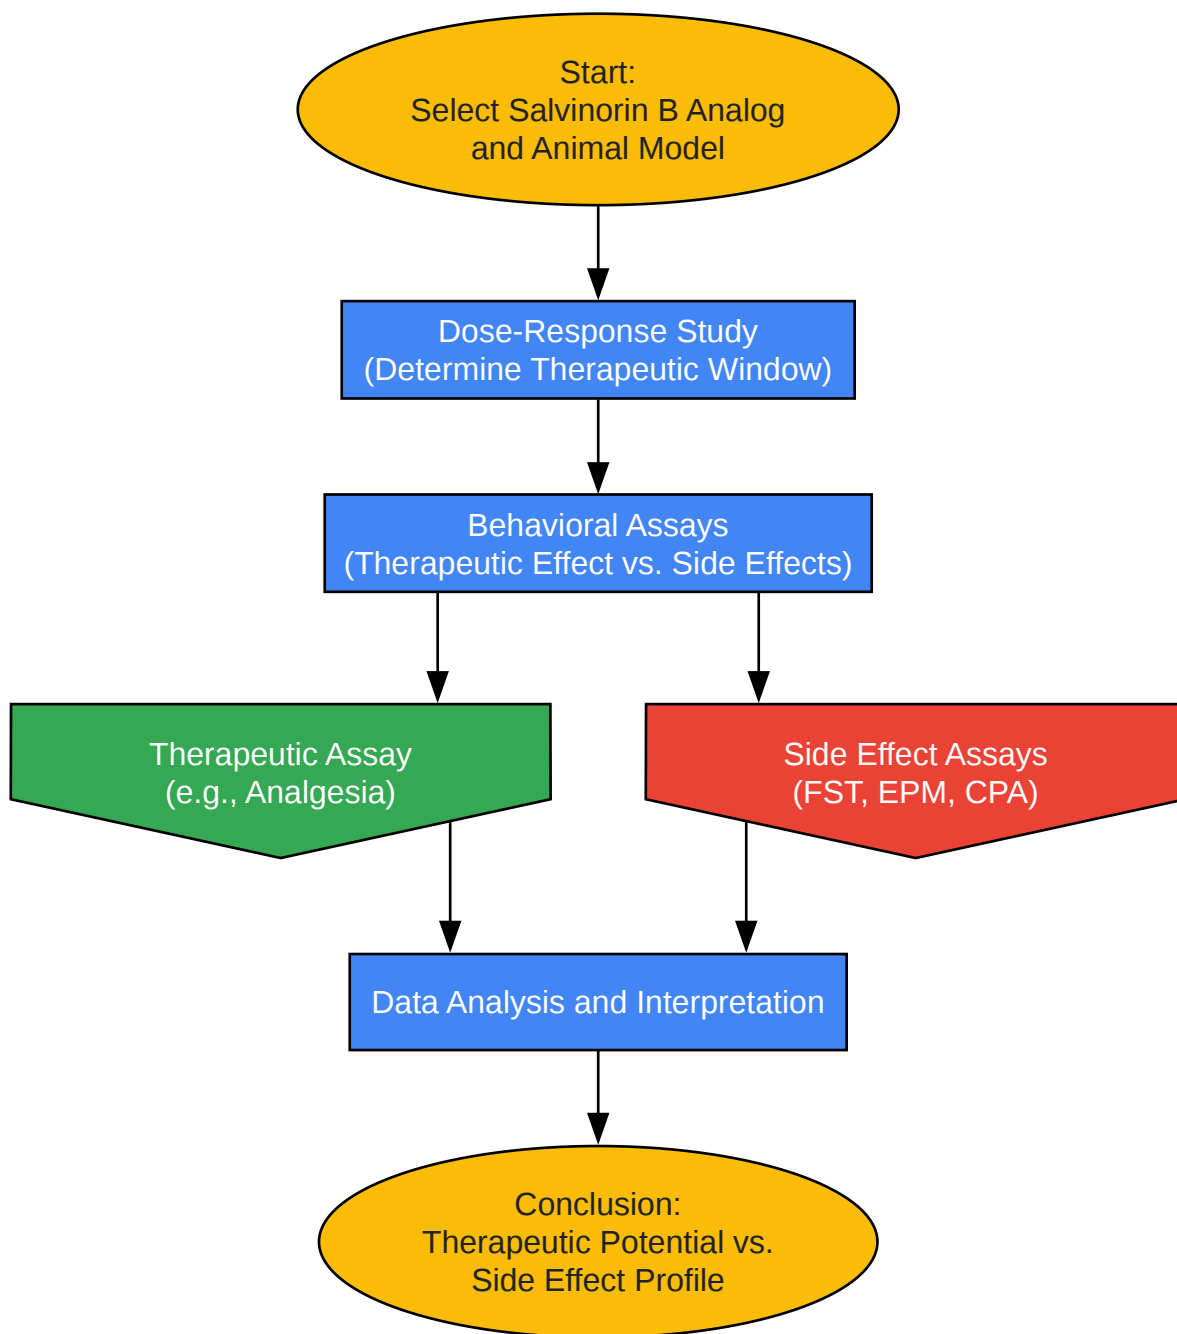 Start:
Select Salvinorin B Analog
and Animal Model
Dose-Response Study
(Determine Therapeutic Window)
Behavioral Assays
(Therapeutic Effect vs. Side Effects)
Therapeutic Assay
(e.g., Analgesia)
Side Effect Assays
(FST, EPM, CPA)
Data Analysis and Interpretation
Conclusion:
Therapeutic Potential vs.
Side Effect Profile